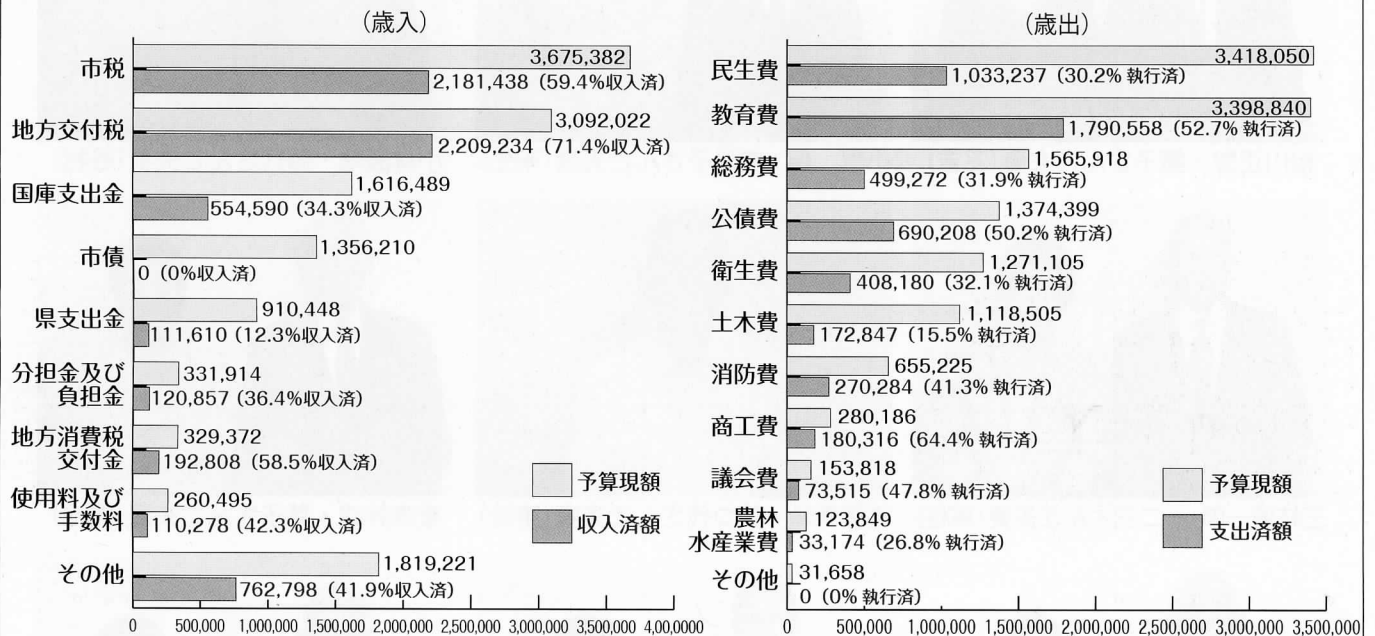 (歳入)
市税
3,675,382
2,181,438 (59.4%収入済)
地方交付税
3,092,022
2,209,234 (71.4%収入済)
国庫支出金
1,616,489
554,590 (34.3%収入済)
市債
1,356,210
0 (0%収入済)
県支出金
910,448
111,610 (12.3%収入済)
分担金及び
負担金
331,914
120,857 (36.4%収入済)
地方消費税
交付金
329,372
192,808 (58.5%収入済)
使用料及び
手数料
260,495
110,278 (42.3%収入済)
その他
1,819,221
762,798 (41.9%収入済)
予算現額
収入済額
0 500,000 1,000,000 1,500,000 2,000,000 2,500,000 3,000,000 3,500,000 4,00,000
(歳出)
民生費
3,418,050
1,033,237 (30.2% 執行済)
教育費
3,398,840
1,790,558 (52.7% 執行済)
総務費
1,565,918
499,272 (31.9% 執行済)
公債費
1,374,399
690,208 (50.2% 執行済)
衛生費
1,271,105
408,180 (32.1% 執行済)
土木費
1,118,505
172,847 (15.5% 執行済)
消防費
655,225
270,284 (41.3% 執行済)
商工費
280,186
180,316 (64.4% 執行済)
議会費
153,818
73,515 (47.8% 執行済)
農林
水産業費
123,849
33,174 (26.8% 執行済)
その他
31,658
0 (0% 執行済)
予算現額
支出済額
0 500,000 1,000,000 1,500,000 2,000,000 2,500,000 3,000,000 3,500,000